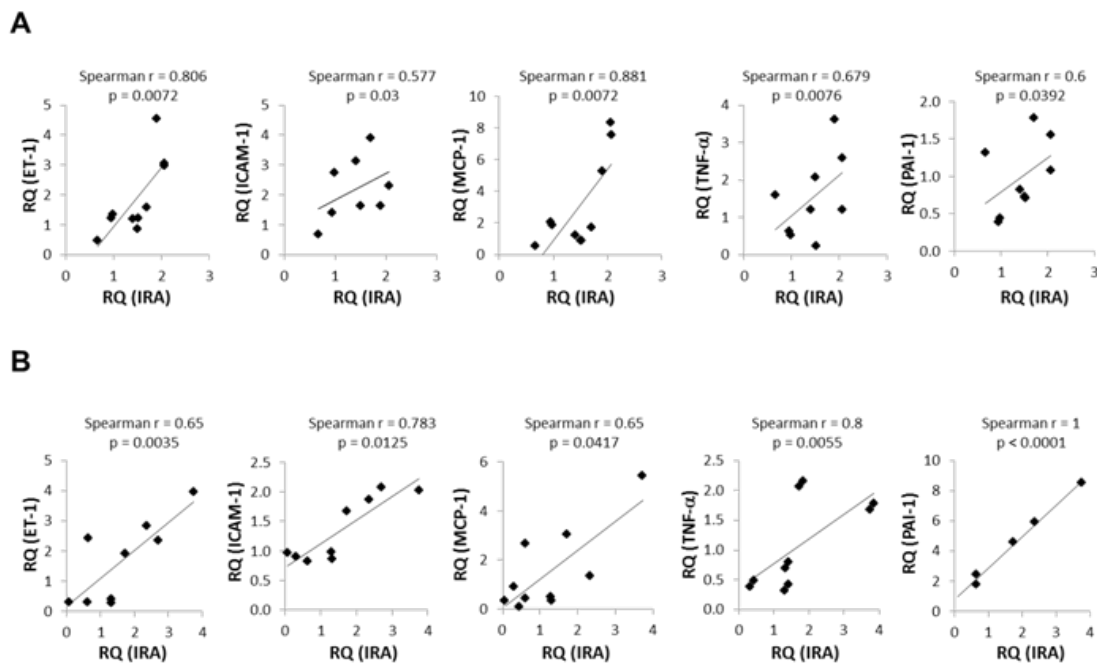 A
Spearman r = 0.806
p = 0.0072
RQ (ET-1)
5
4
3
2
1
0
0 1 2 3
RQ (IRA)
Spearman r = 0.577
p = 0.03
RQ (ICAM-1)
5
4
3
2
1
0
0 1 2 3
RQ (IRA)
Spearman r = 0.881
p = 0.0072
RQ (MCP-1)
10
8
6
4
2
0
0 1 2 3
RQ (IRA)
Spearman r = 0.679
p = 0.0076
RQ (TNF-α)
4
3
2
1
0
0 1 2 3
RQ (IRA)
Spearman r = 0.6
p = 0.0392
RQ (PAI-1)
2.0
1.5
1.0
0.5
0.0
0 1 2 3
RQ (IRA)
B
Spearman r = 0.65
p = 0.0035
RQ (ET-1)
5
4
3
2
1
0
0 1 2 3 4
RQ (IRA)
Spearman r = 0.783
p = 0.0125
RQ (ICAM-1)
2.5
2.0
1.5
1.0
0.5
0.0
0 1 2 3 4
RQ (IRA)
Spearman r = 0.65
p = 0.0417
RQ (MCP-1)
6
4
2
0
0 1 2 3 4
RQ (IRA)
Spearman r = 0.8
p = 0.0055
RQ (TNF-α)
2.5
2.0
1.5
1.0
0.5
0.0
0 1 2 3 4
RQ (IRA)
Spearman r = 1
p < 0.0001
RQ (PAI-1)
10
8
6
4
2
0
0 1 2 3 4
RQ (IRA)